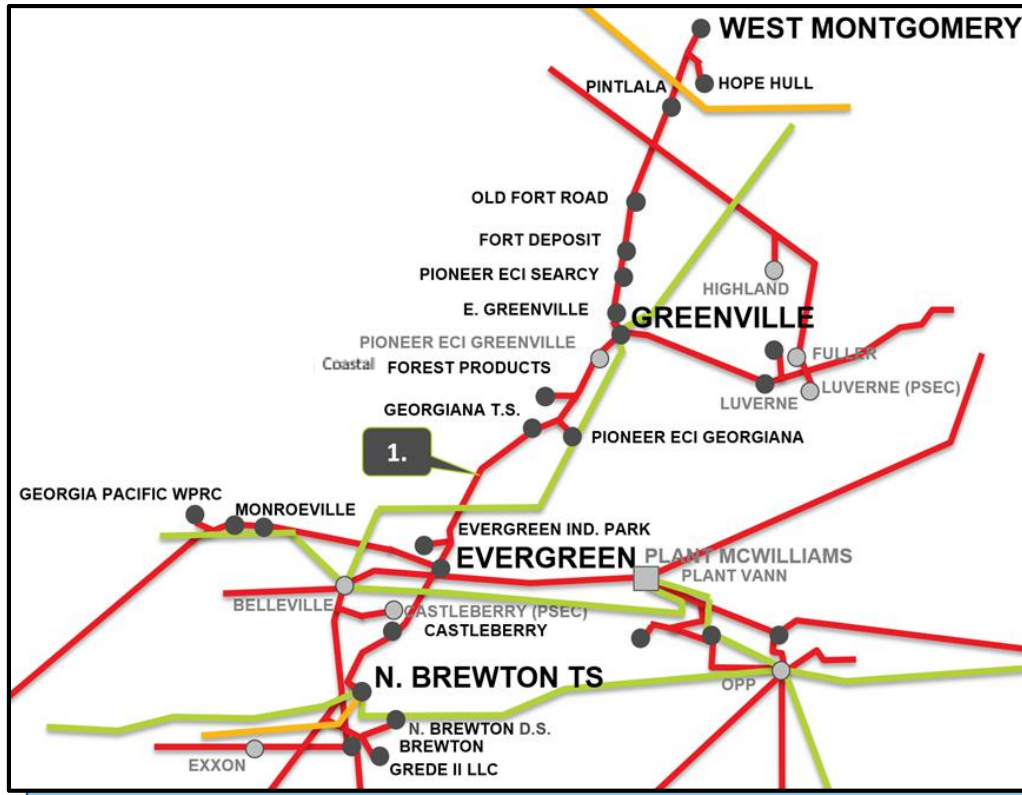 WEST MONTGOMERY
HOPE HULL
PINTLALA
OLD FORT ROAD
FORT DEPOSIT
PIONEER ECI SEARCY
HIGHLAND
E. GREENVILLE
GREENVILLE
PIONEER ECI GREENVILLE
FULLER
Coastal FOREST PRODUCTS
LUVERNE (PSEC)
LUVERNE
GEORGIANA T.S.
PIONEER ECI GEORGIANA
1.
GEORGIA PACIFIC WPRC
MONROEVILLE
EVERGREEN IND. PARK
EVERGREEN
PLANT MCWILLIAMS
PLANT VANN
BELLEVILLE
CASTLEBERRY (PSEC)
CASTLEBERRY
N. BREWTON TS
OPP
N. BREWTON D.S.
BREWTON
EXXON
GREDE II LLC